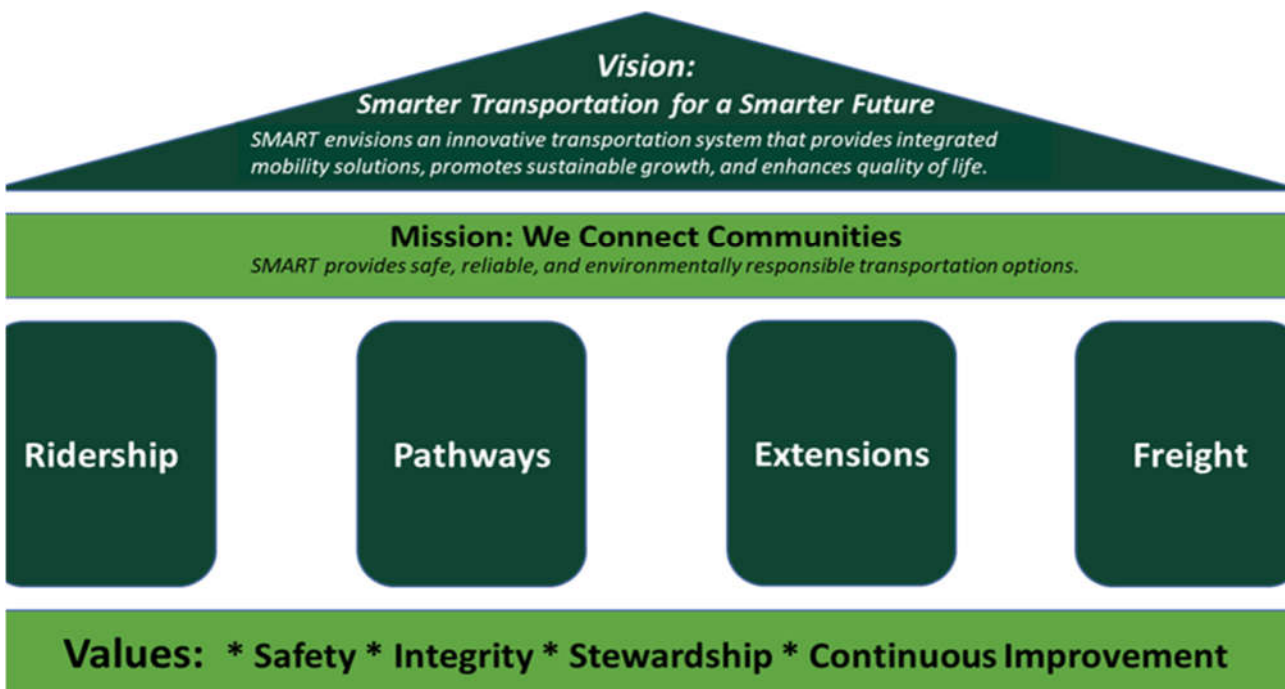 Vision:
Smarter Transportation for a Smarter Future
SMART envisions an innovative transportation system that provides integrated
mobility solutions, promotes sustainable growth, and enhances quality of life.
Mission: We Connect Communities
SMART provides safe, reliable, and environmentally responsible transportation options.
Ridership
Pathways
Extensions
Freight
Values: * Safety * Integrity * Stewardship * Continuous Improvement